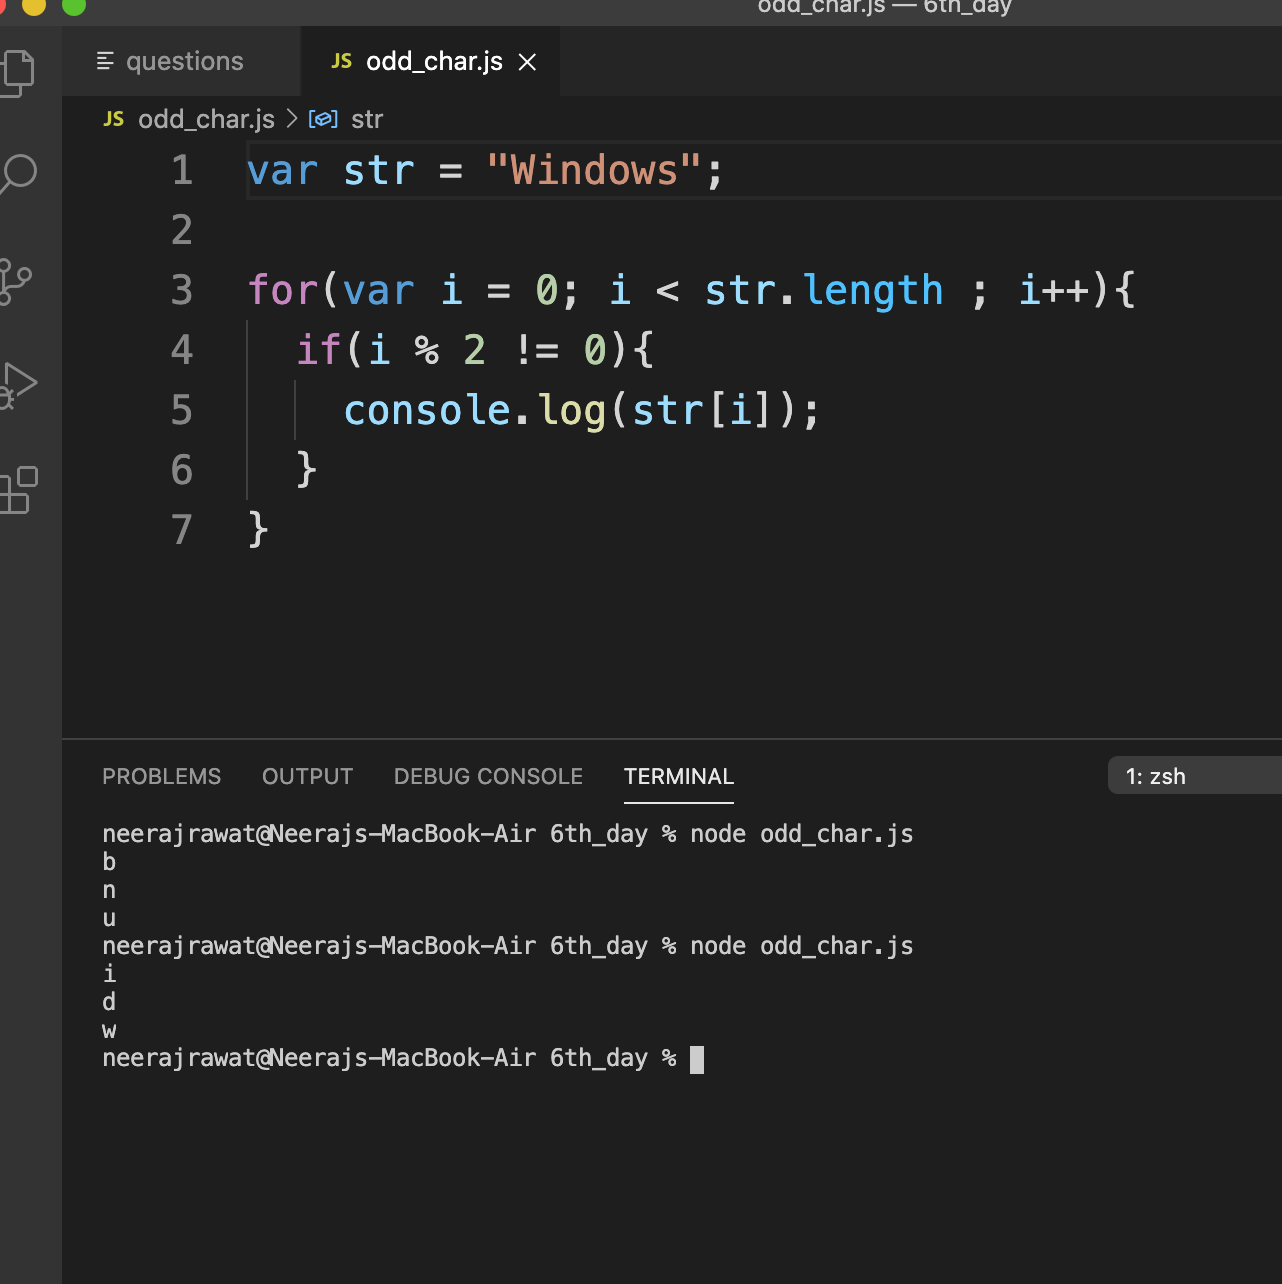 odd_char.js — 6th_day
questions
JS odd_char.js
JS odd_char.js > str
1 var str = "Windows";
2
3 for(var i = 0; i < str.length ; i++){
4 if(i % 2 != 0){
5 console.log(str[i]);
6 }
7 }
PROBLEMS OUTPUT DEBUG CONSOLE TERMINAL 1: zsh
neerajrawat@Neerajs-MacBook-Air 6th_day % node odd_char.js
b
n
u
neerajrawat@Neerajs-MacBook-Air 6th_day % node odd_char.js
i
d
w
neerajrawat@Neerajs-MacBook-Air 6th_day %